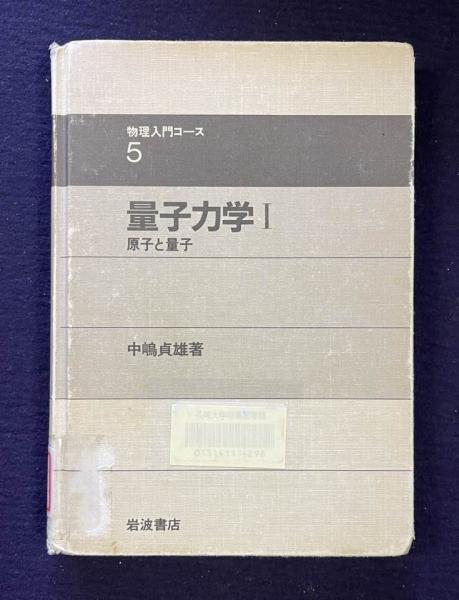 物理入門コース
5
量子力学 I
原子と量子
中嶋貞雄著
岩波書店